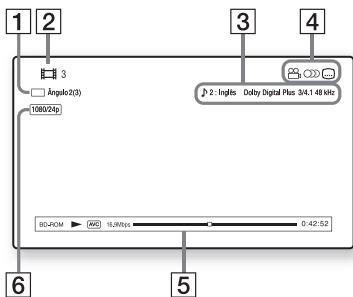 1 2 3 4
3
Ângulo 2(3)
2 : Inglês Dolby Digital Plus 3/4.1 48 kHz
1080/24p
BD-ROM AVC 16.9Mbps 0:42:52
6 5